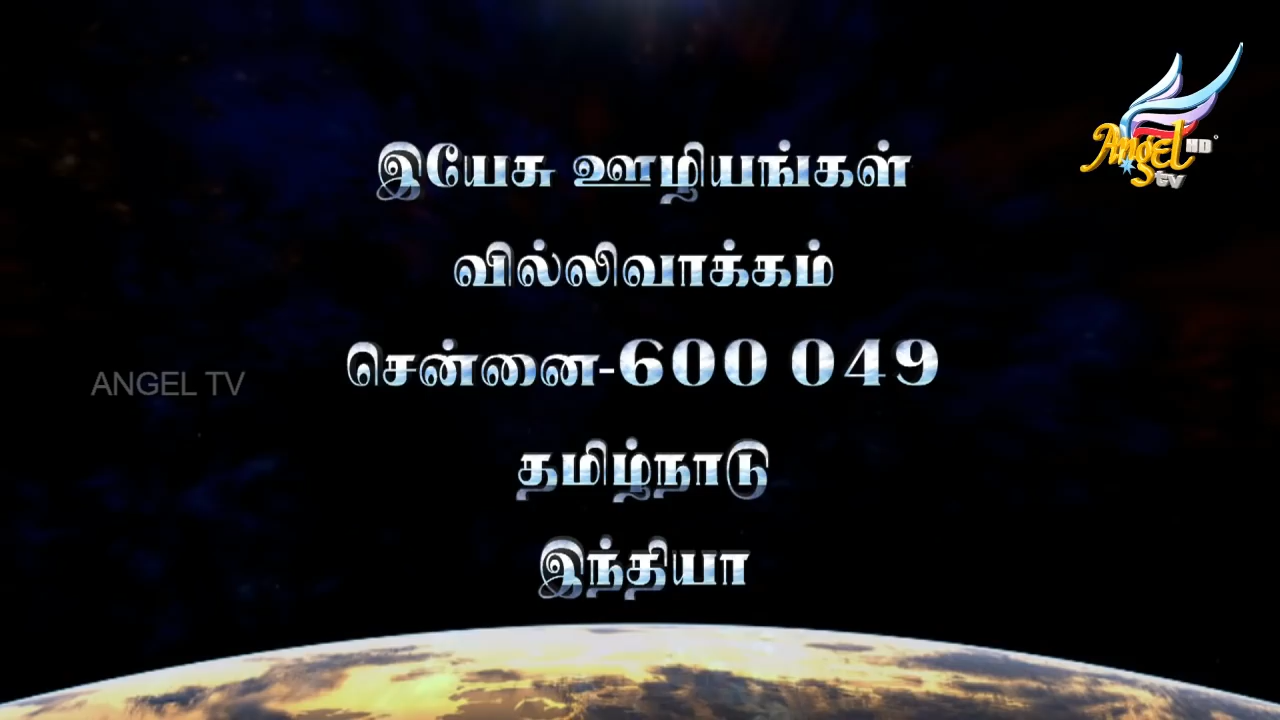 இயேசு ஊழியங்கள்
வில்லிவாக்கம்
சென்னை-600 049
தமிழ்நாடு
இந்தியா
ANGEL TV
Angel HD
tv